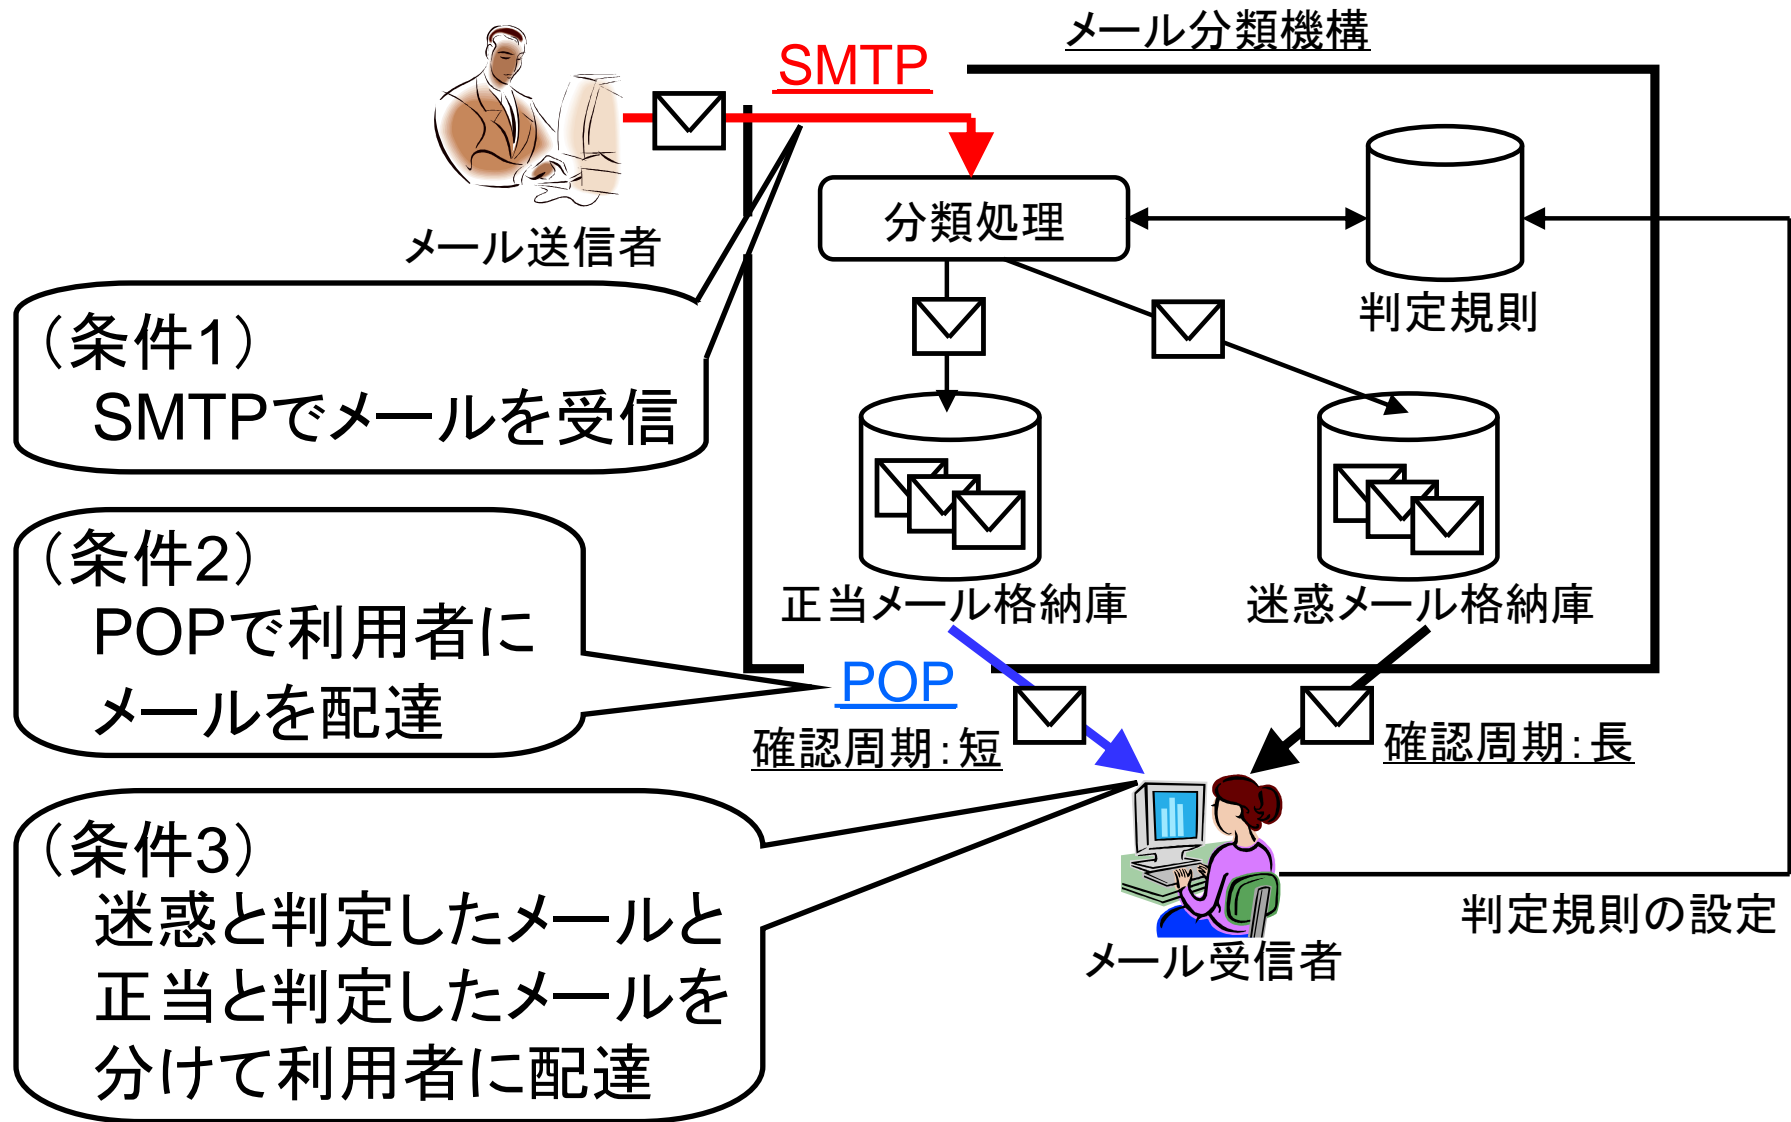 メール分類機構
SMTP
メール送信者
分類処理
判定規則
（条件1）
SMTPでメールを受信
正当メール格納庫
迷惑メール格納庫
（条件2）
POPで利用者に
メールを配達
POP
確認周期：短
確認周期：長
（条件3）
迷惑と判定したメールと
正当と判定したメールを
分けて利用者に配達
判定規則の設定
メール受信者